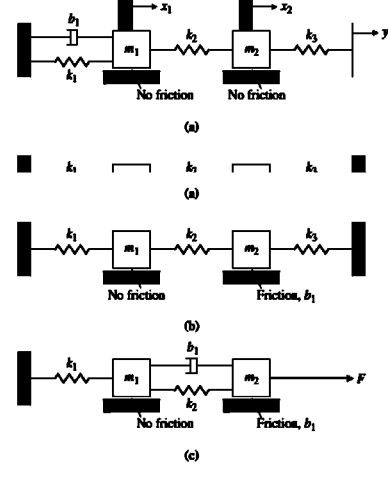 x₁ x₂
b₁
m₁ k₂ m₂ k₃ y
k₁
No friction No friction
(a)
k₁ k₂ k₃
(a)
k₁ k₂ k₃
m₁ m₂
No friction Friction, b₁
(b)
b₁
k₁ m₁ m₂ F
k₂
No friction Friction, b₁
(c)